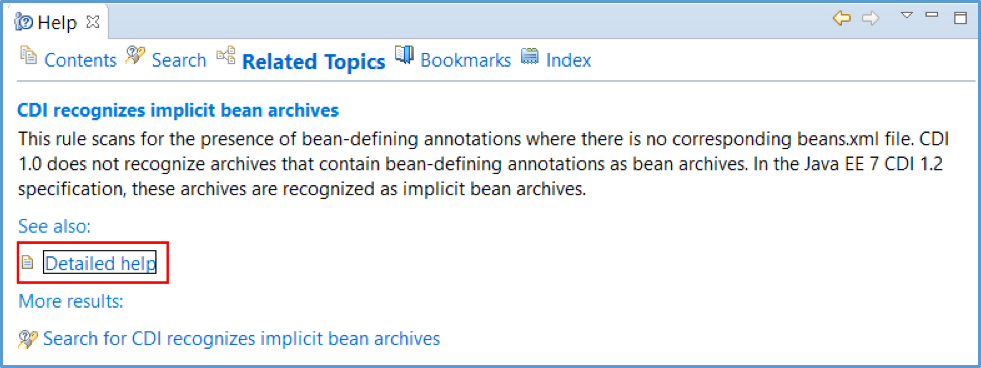 Help
Contents Search Related Topics Bookmarks Index
CDI recognizes implicit bean archives
This rule scans for the presence of bean-defining annotations where there is no corresponding beans.xml file. CDI
1.0 does not recognize archives that contain bean-defining annotations as bean archives. In the Java EE 7 CDI 1.2
specification, these archives are recognized as implicit bean archives.
See also:
Detailed help
More results:
Search for CDI recognizes implicit bean archives